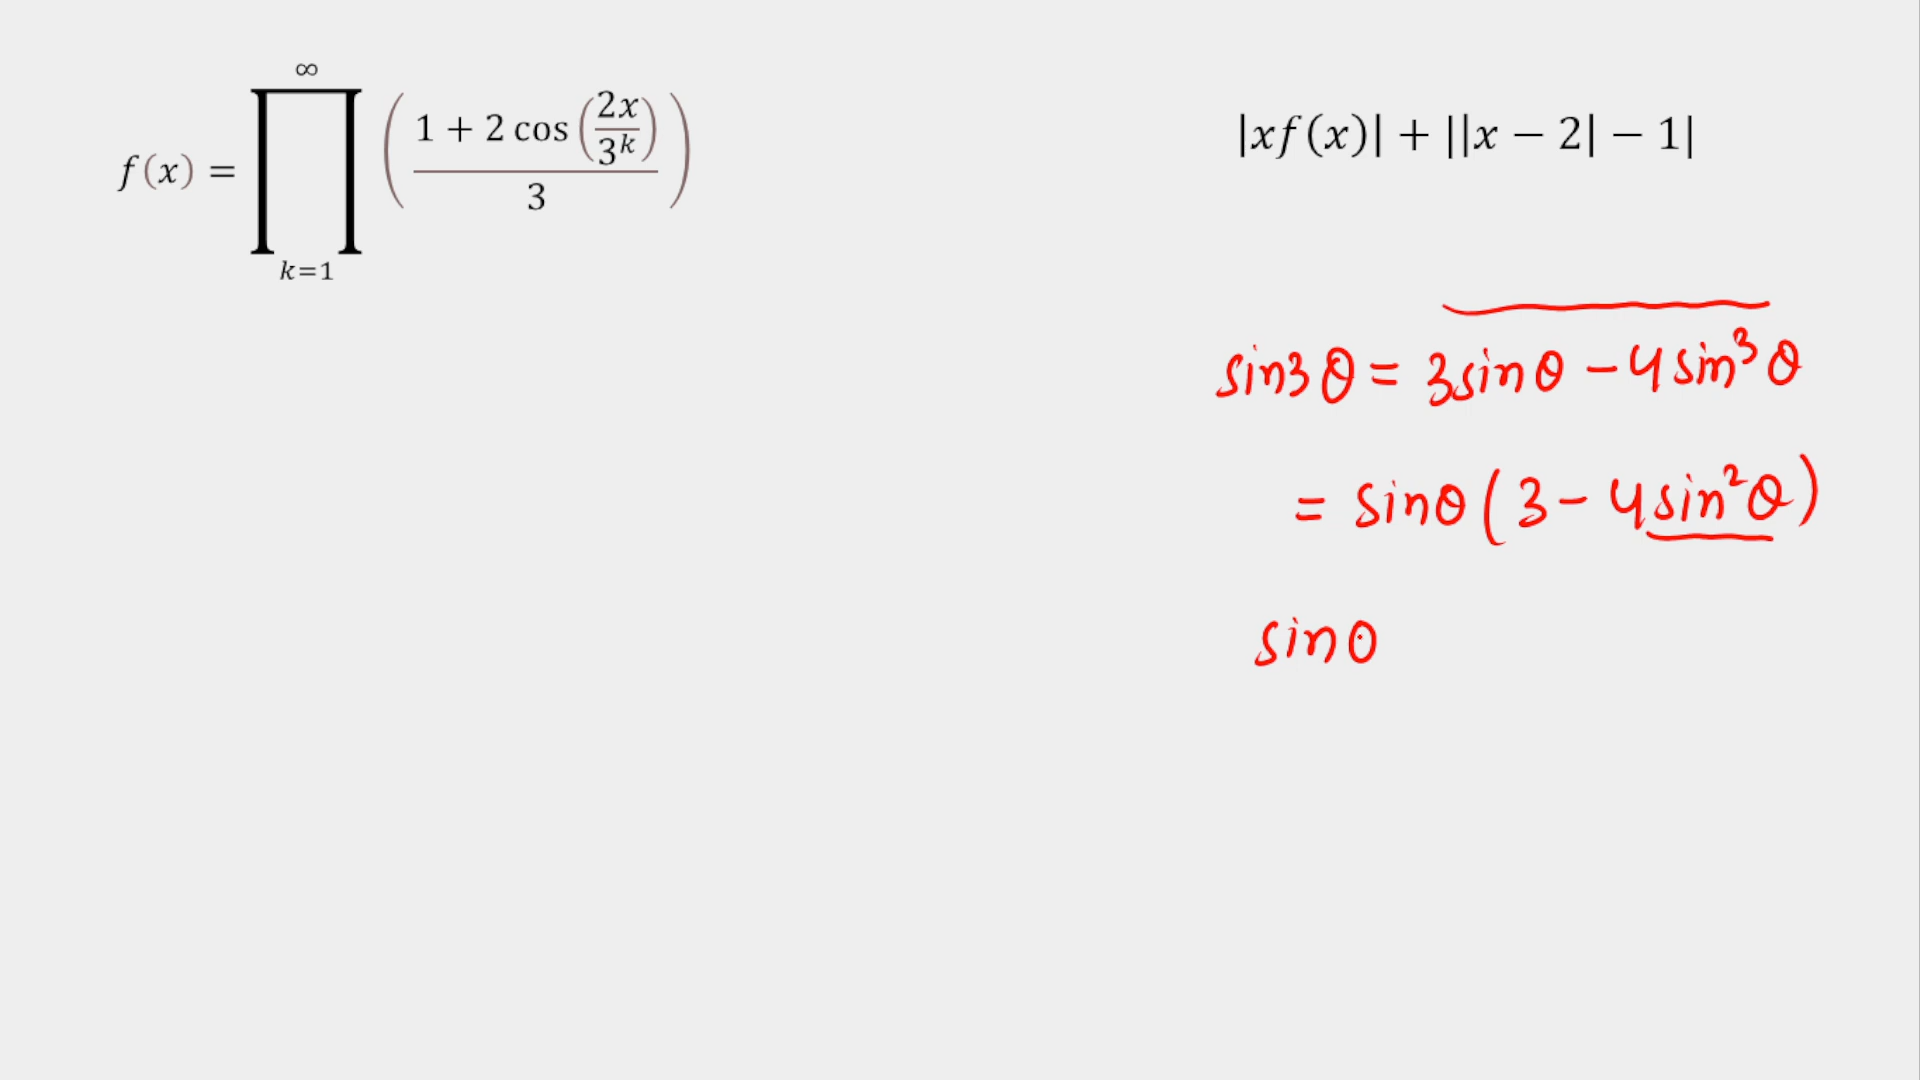 f(x) = ∏_{k=1}^{∞} ( (1 + 2 cos(2x/3^k)) / 3 )
|xf(x)| + ||x − 2| − 1|
sin3θ = 3sinθ − 4sin³θ
= sinθ(3 − 4sin²θ)
sinθ